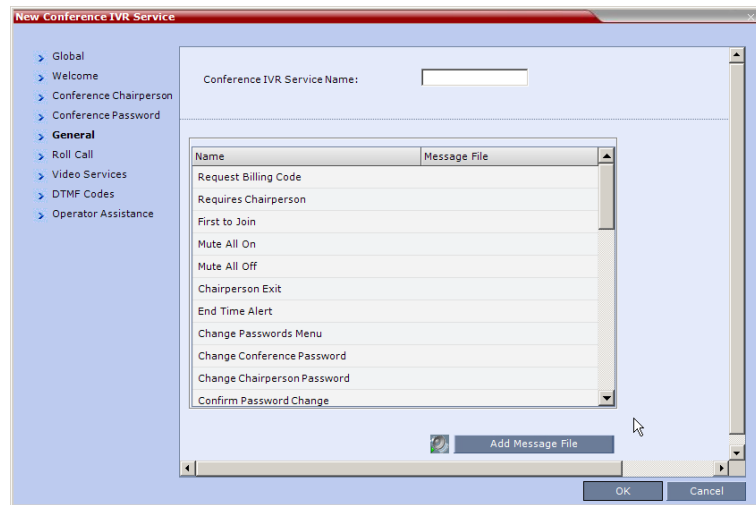 New Conference IVR Service
Global
Welcome
Conference Chairperson
Conference Password
General
Roll Call
Video Services
DTMF Codes
Operator Assistance
Conference IVR Service Name:
Name Message File
Request Billing Code
Requires Chairperson
First to Join
Mute All On
Mute All Off
Chairperson Exit
End Time Alert
Change Passwords Menu
Change Conference Password
Change Chairperson Password
Confirm Password Change
Add Message File
OK Cancel